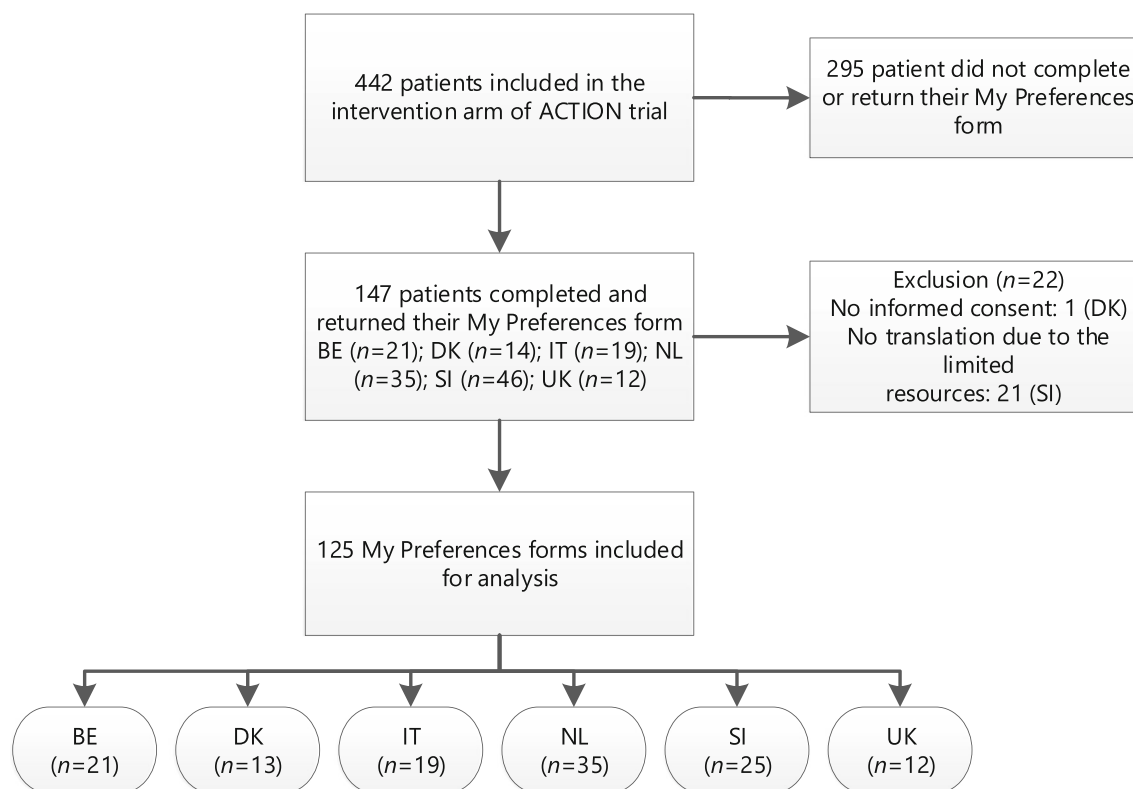 442 patients included in the
intervention arm of ACTION trial
295 patient did not complete
or return their My Preferences
form
147 patients completed and
returned their My Preferences form
BE (n=21); DK (n=14); IT (n=19); NL
(n=35); SI (n=46); UK (n=12)
Exclusion (n=22)
No informed consent: 1 (DK)
No translation due to the
limited
resources: 21 (SI)
125 My Preferences forms included
for analysis
BE
(n=21)
DK
(n=13)
IT
(n=19)
NL
(n=35)
SI
(n=25)
UK
(n=12)